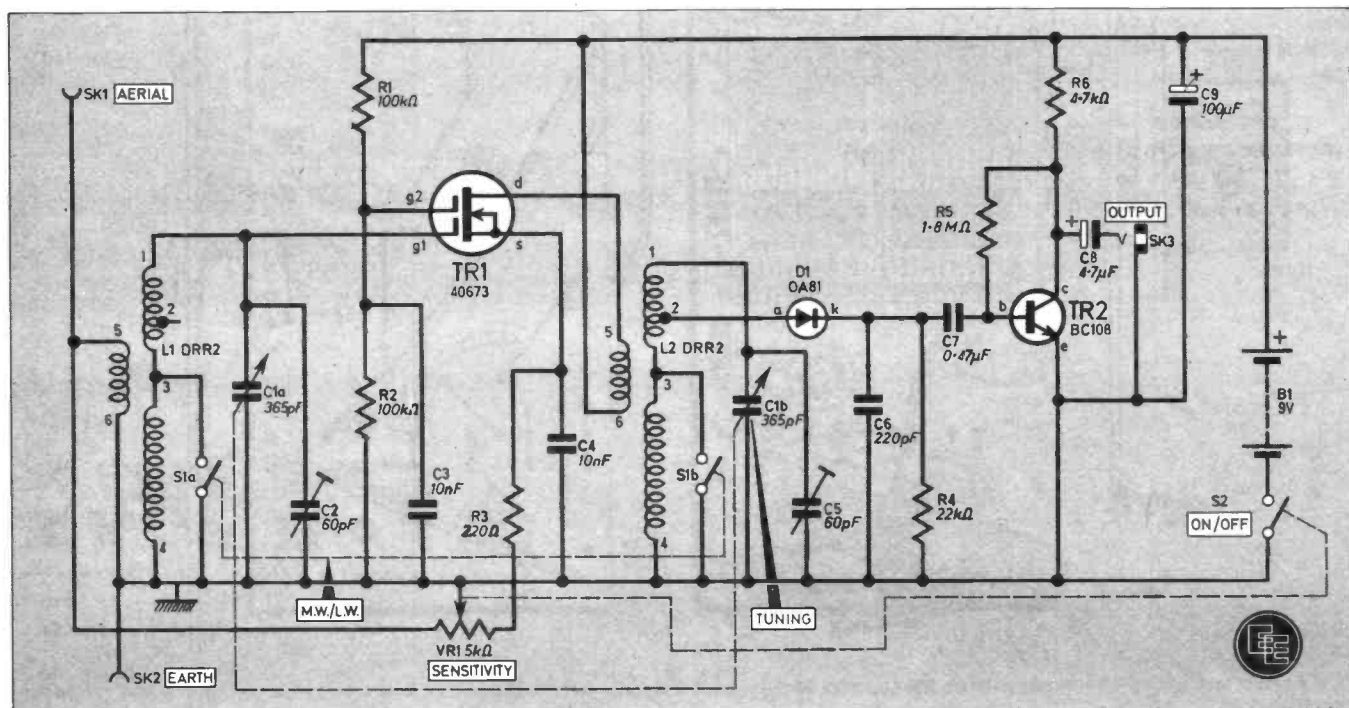 SK1 AERIAL
R1
100kΩ
R6
4·7kΩ
+
C9
100µF
g2
d
g1
s
TR1
40673
R5
1·8MΩ
OUTPUT
+
C8
4·7µF
SK3
1
2
3
4
5
6
L1 DRR2
C1a
365pF
S1a
C2
60pF
R2
100kΩ
C3
10nF
R3
220Ω
C4
10nF
1
2
3
4
5
6
L2 DRR2
D1
OA81
a
k
C7
0·47µF
b
c
e
TR2
BC108
C1b
365pF
S1b
C5
60pF
C6
220pF
R4
22kΩ
+
B1
9V
S2
ON/OFF
M.W./L.W.
TUNING
VR1 5kΩ
SENSITIVITY
SK2 EARTH
EE